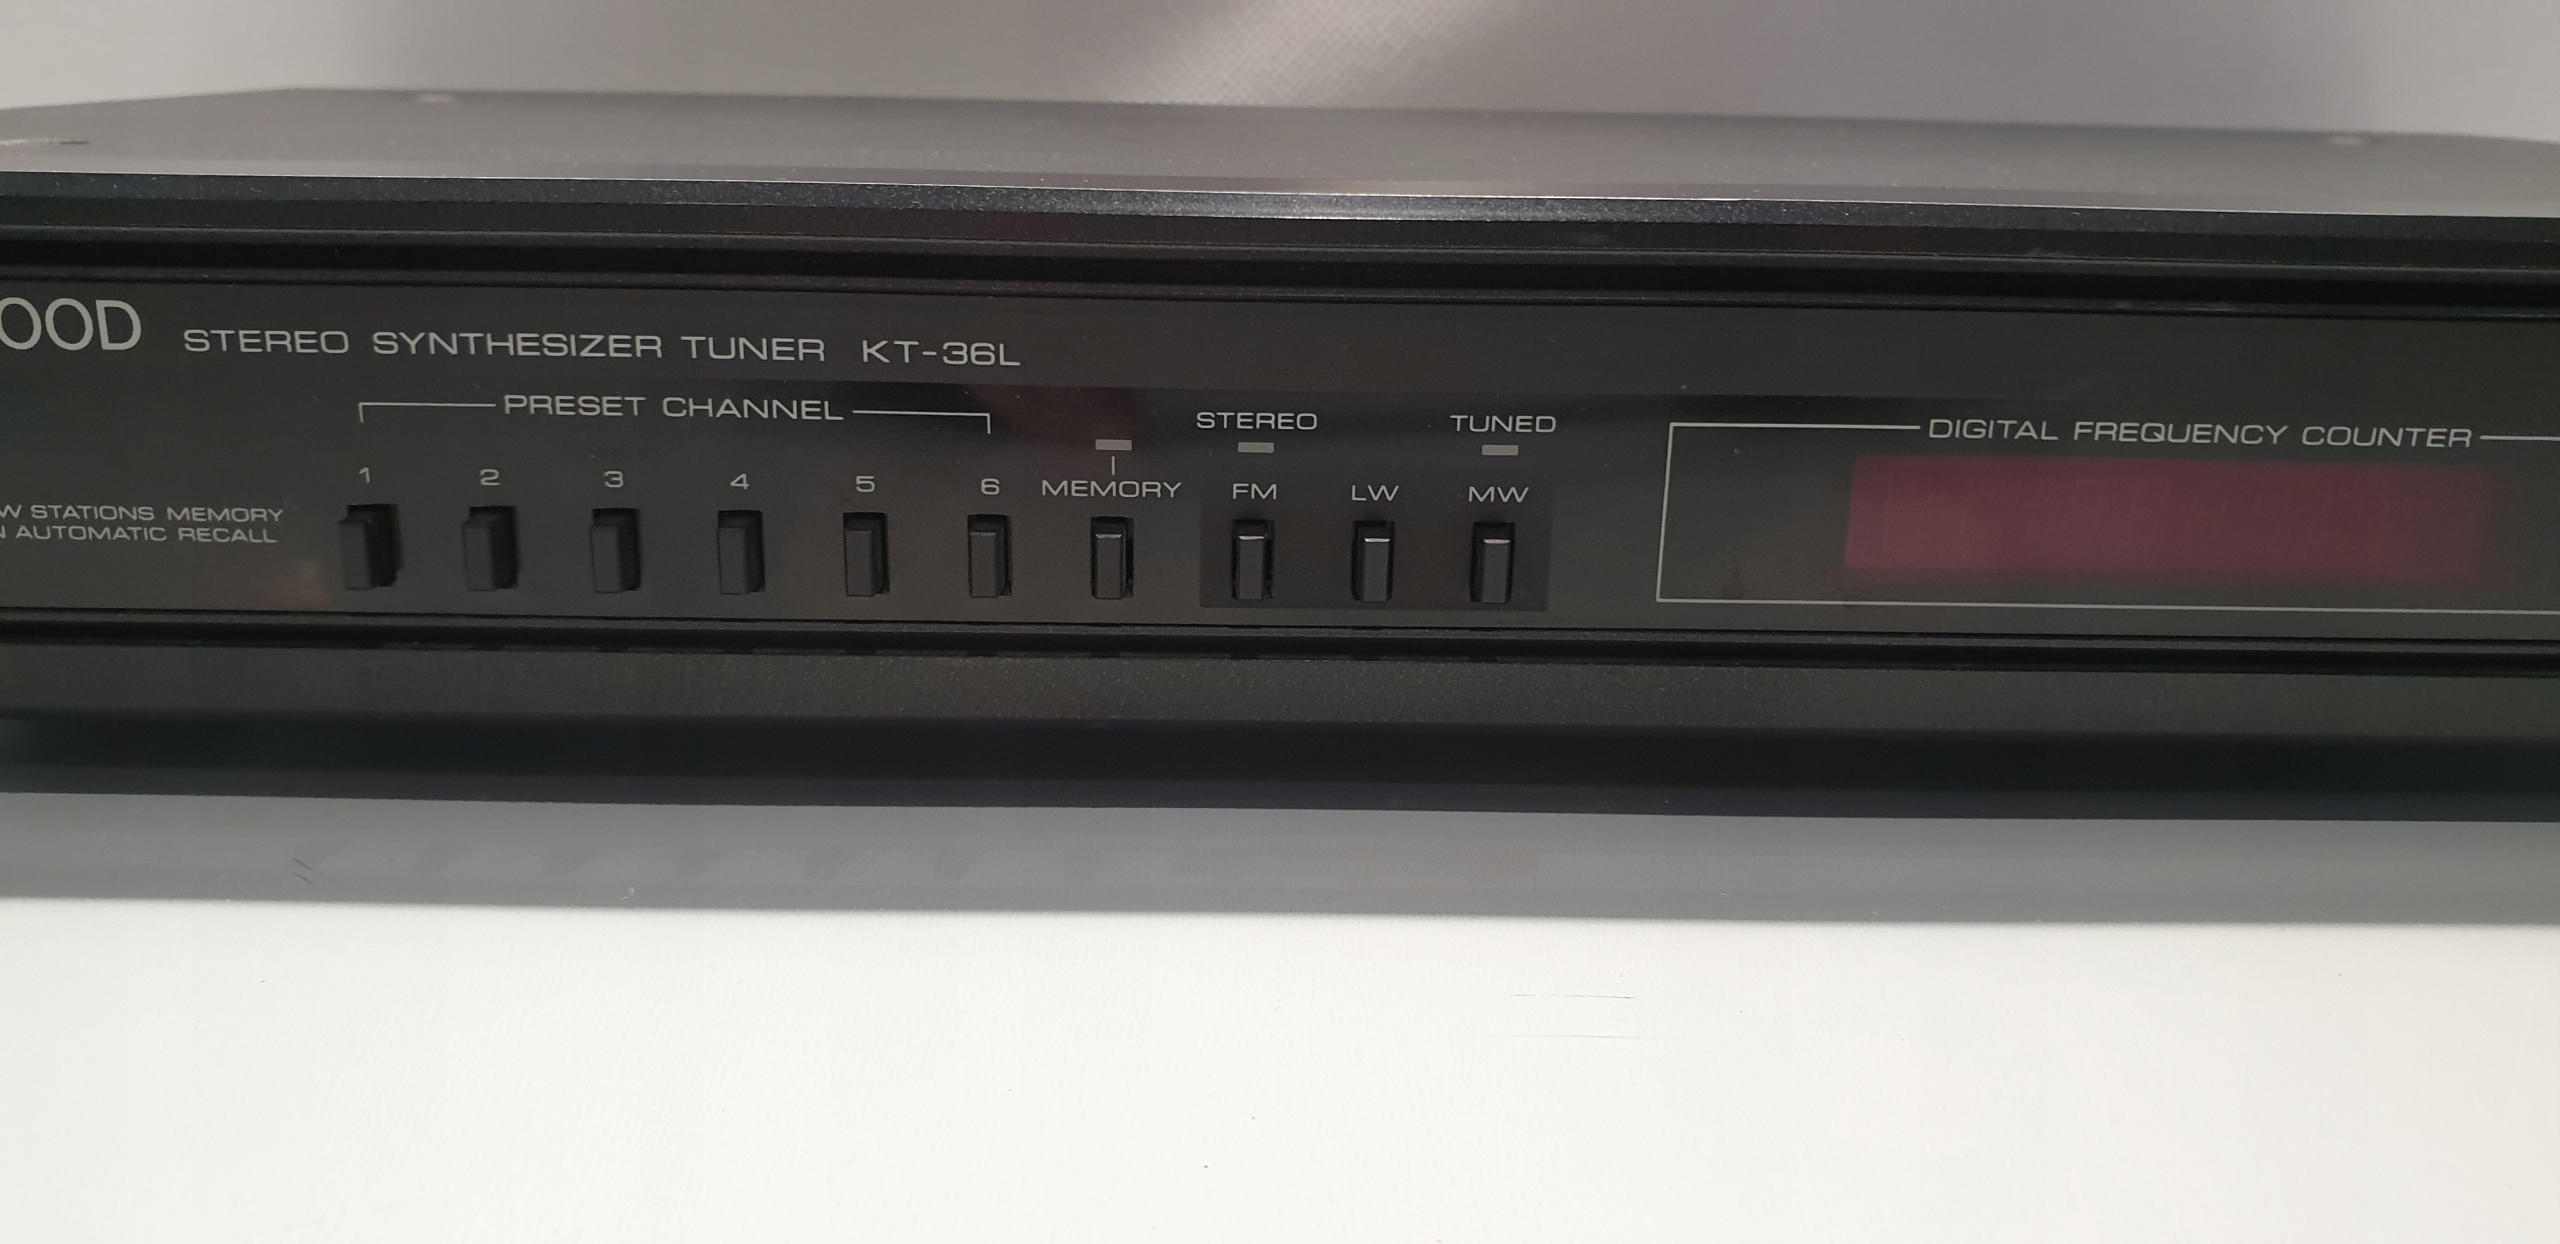 OOD STEREO SYNTHESIZER TUNER KT-36L
PRESET CHANNEL
STEREO TUNED
DIGITAL FREQUENCY COUNTER
1 2 3 4 5 6 MEMORY FM LW MW
W STATIONS MEMORY
N AUTOMATIC RECALL